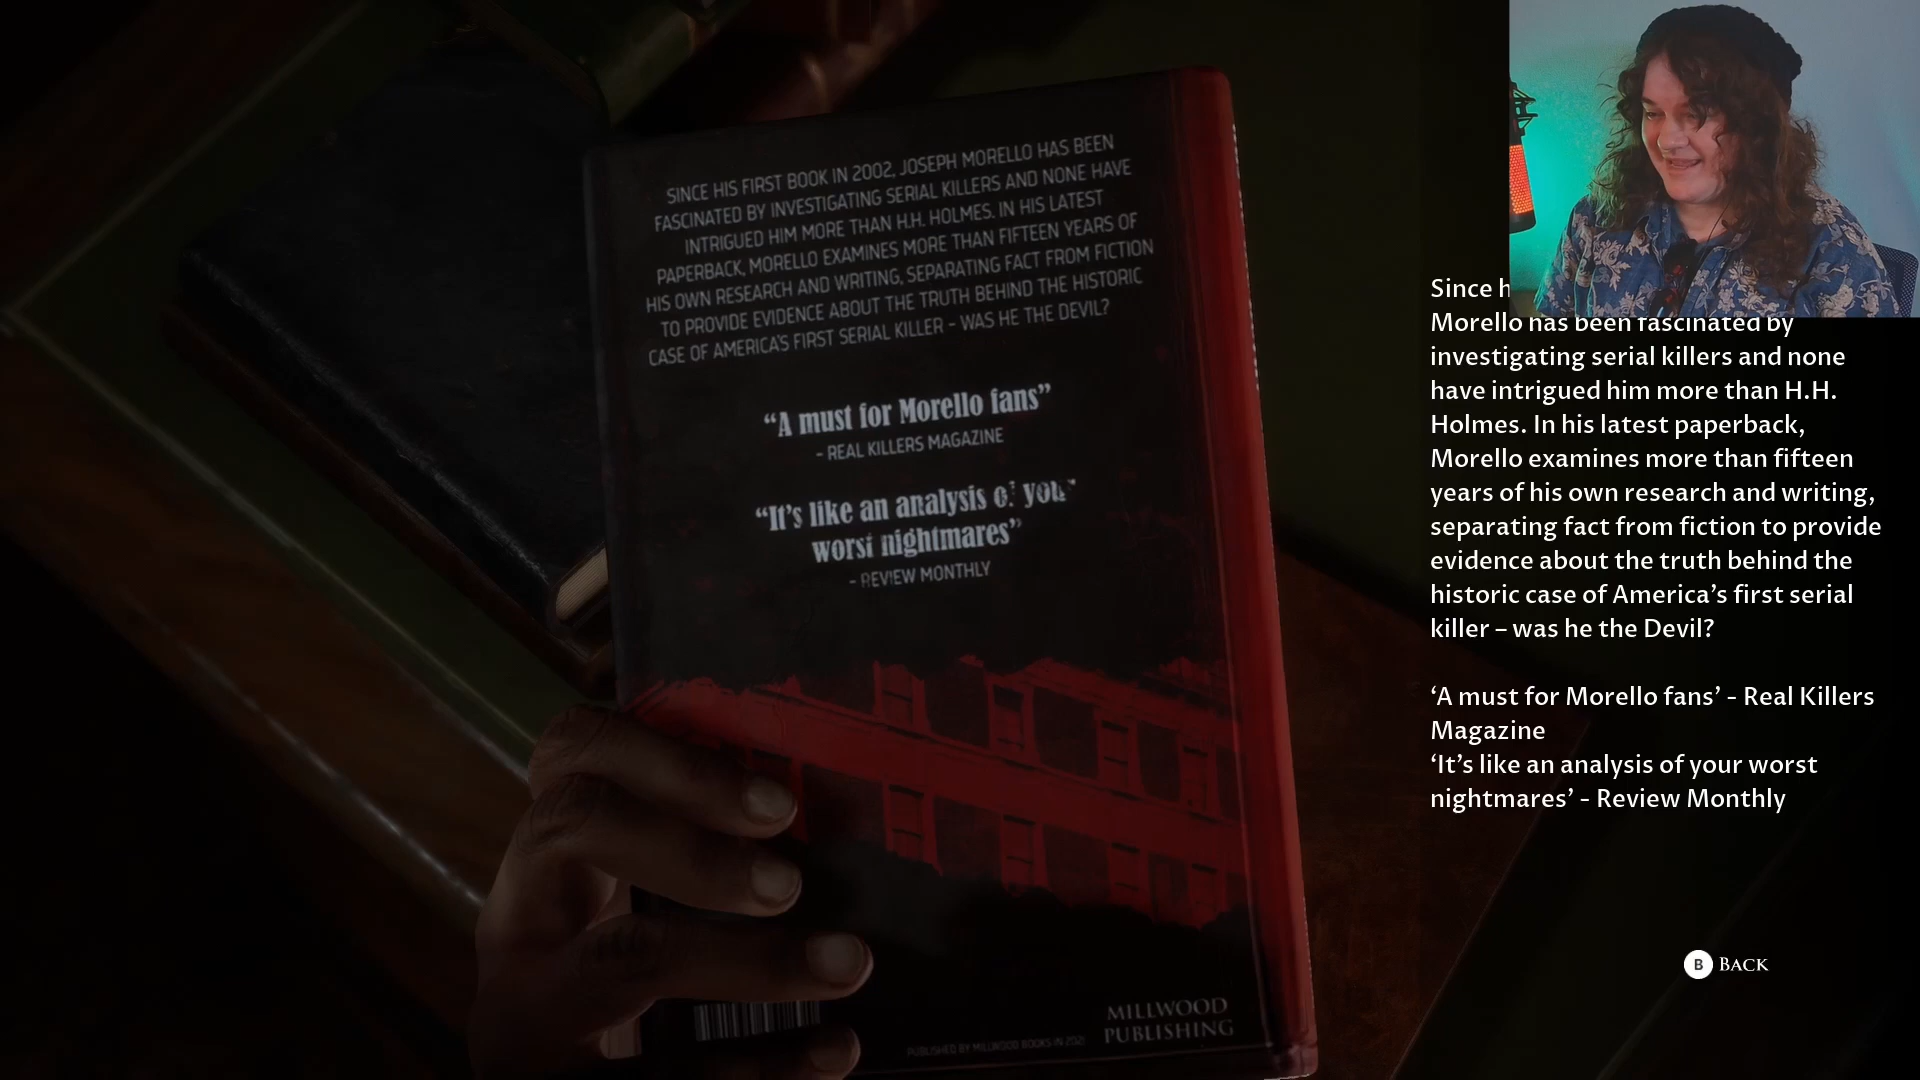 SINCE HIS FIRST BOOK IN 2002, JOSEPH MORELLO HAS BEEN
FASCINATED BY INVESTIGATING SERIAL KILLERS AND NONE HAVE
INTRIGUED HIM MORE THAN H.H. HOLMES. IN HIS LATEST
PAPERBACK, MORELLO EXAMINES MORE THAN FIFTEEN YEARS OF
HIS OWN RESEARCH AND WRITING, SEPARATING FACT FROM FICTION
TO PROVIDE EVIDENCE ABOUT THE TRUTH BEHIND THE HISTORIC
CASE OF AMERICA'S FIRST SERIAL KILLER – WAS HE THE DEVIL?
“A must for Morello fans”
- REAL KILLERS MAGAZINE
“It's like an analysis of your
worst nightmares”
- REVIEW MONTHLY
MILLWOOD
PUBLISHING
PUBLISHED BY MILLWOOD BOOKS IN 2021
Since
Morello has been fascinated by
investigating serial killers and none
have intrigued him more than H.H.
Holmes. In his latest paperback,
Morello examines more than fifteen
years of his own research and writing,
separating fact from fiction to provide
evidence about the truth behind the
historic case of America’s first serial
killer – was he the Devil?
‘A must for Morello fans’ - Real Killers
Magazine
‘It’s like an analysis of your worst
nightmares’ - Review Monthly
B BACK